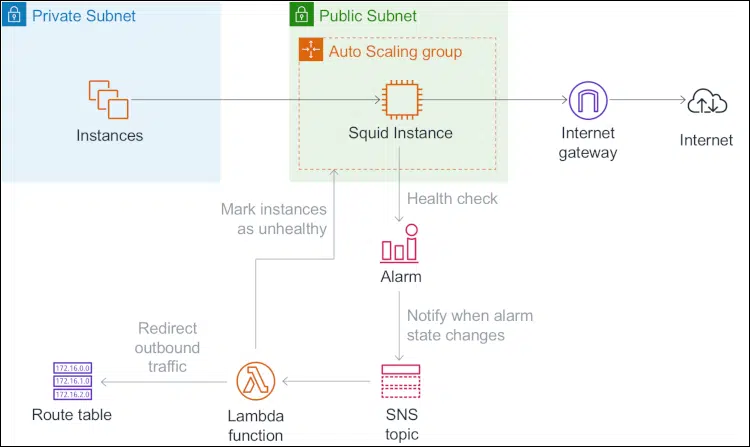 Private Subnet
Public Subnet
Auto Scaling group
Instances
Squid Instance
Internet
gateway
Internet
Mark instances
as unhealthy
Health check
Alarm
Notify when alarm
state changes
Redirect
outbound
traffic
172.16.0.0
172.16.1.0
172.16.2.0
Route table
Lambda
function
SNS
topic